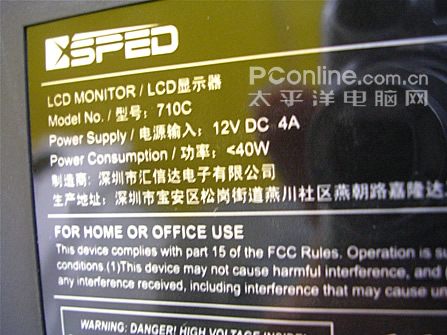 SPED
PConline.com.cn
太平洋电脑网
LCD MONITOR / LCD显示器
Model No. / 型号: 710C
Power Supply / 电源输入: 12V DC 4A
Power Consumption / 功率: <40W
制造商: 深圳市汇信达电子有限公司
生产地址: 深圳市宝安区松岗街道燕川社区燕朝路嘉隆达
FOR HOME OR OFFICE USE
This device complies with part 15 of the FCC Rules. Operation is su
conditions.(1)This device may not cause harmful interference, and
any interference received, including interference that may cause un
WARNING: DANGER! HIGH VOLTAGE INSIDE!